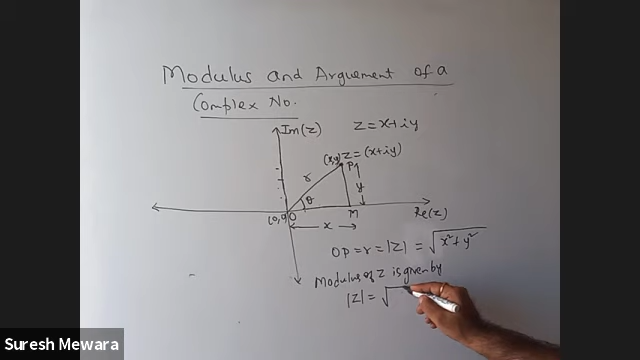 Modulus and Arguement of a
Complex No.
Im(z)
z = x+iy
(x,y) z = (x+iy)
P
r
y
θ
(0,0) O
M
Re(z)
x
OP = r = |z| = √x²+y²
Modulus of z is given by
|z| = √
Suresh Mewara